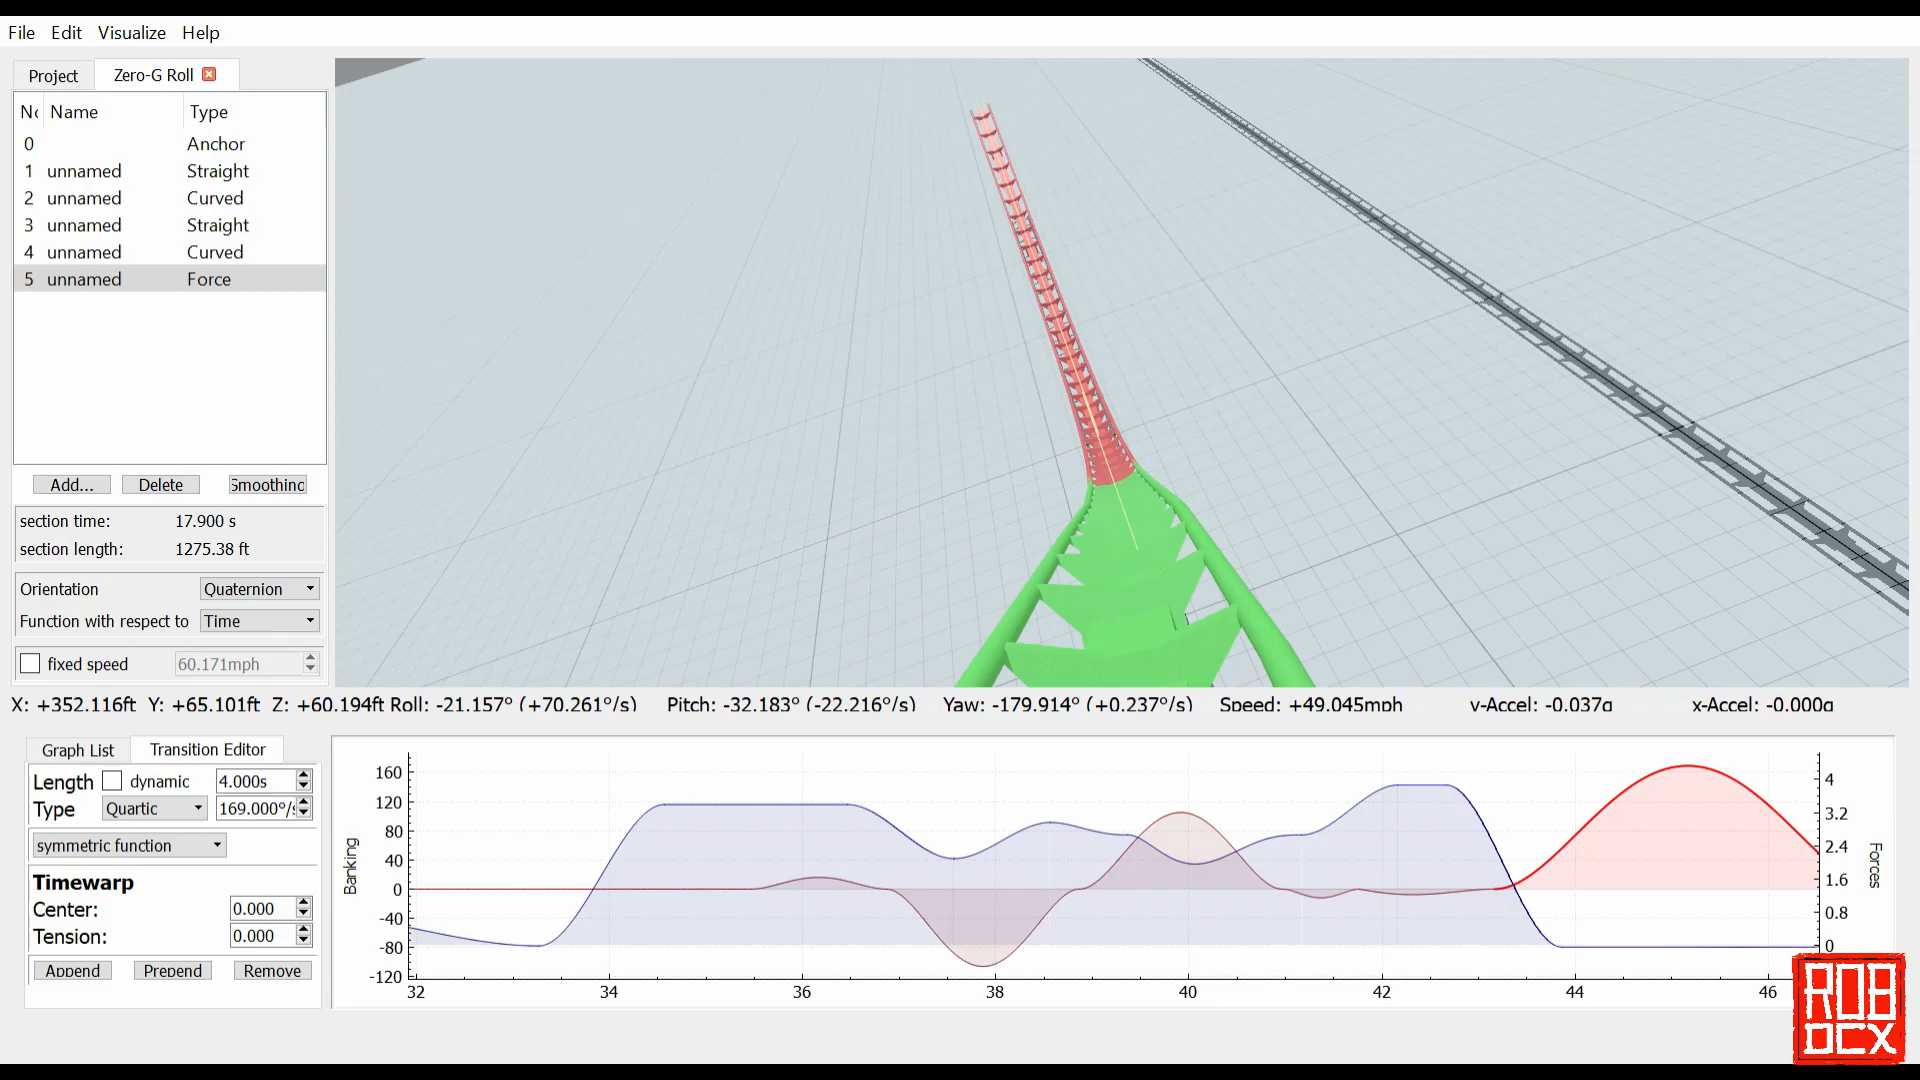 File Edit Visualize Help
Project Zero-G Roll
Name Type
0 Anchor
1 unnamed Straight
2 unnamed Curved
3 unnamed Straight
4 unnamed Curved
5 unnamed Force
Add... Delete Smoothing
section time: 17.900 s
section length: 1275.38 ft
Orientation Quaternion
Function with respect to Time
fixed speed 60.171mph
X: +352.116ft Y: +65.101ft Z: +60.194ft Roll: -21.157° (+70.261°/s) Pitch: -32.183° (-22.216°/s) Yaw: -179.914° (+0.237°/s) Speed: +49.045mph y-Accel: -0.037g x-Accel: -0.000g
Graph List Transition Editor
Length dynamic 4.000s
Type Quartic 169.000°/s
symmetric function
Timewarp
Center: 0.000
Tension: 0.000
Append Prepend Remove
Banking
160
120
80
40
0
-40
-80
-120
32 34 36 38 40 42 44 46
4
3.2
2.4
1.6
0.8
0
Forces
ROB
OCX